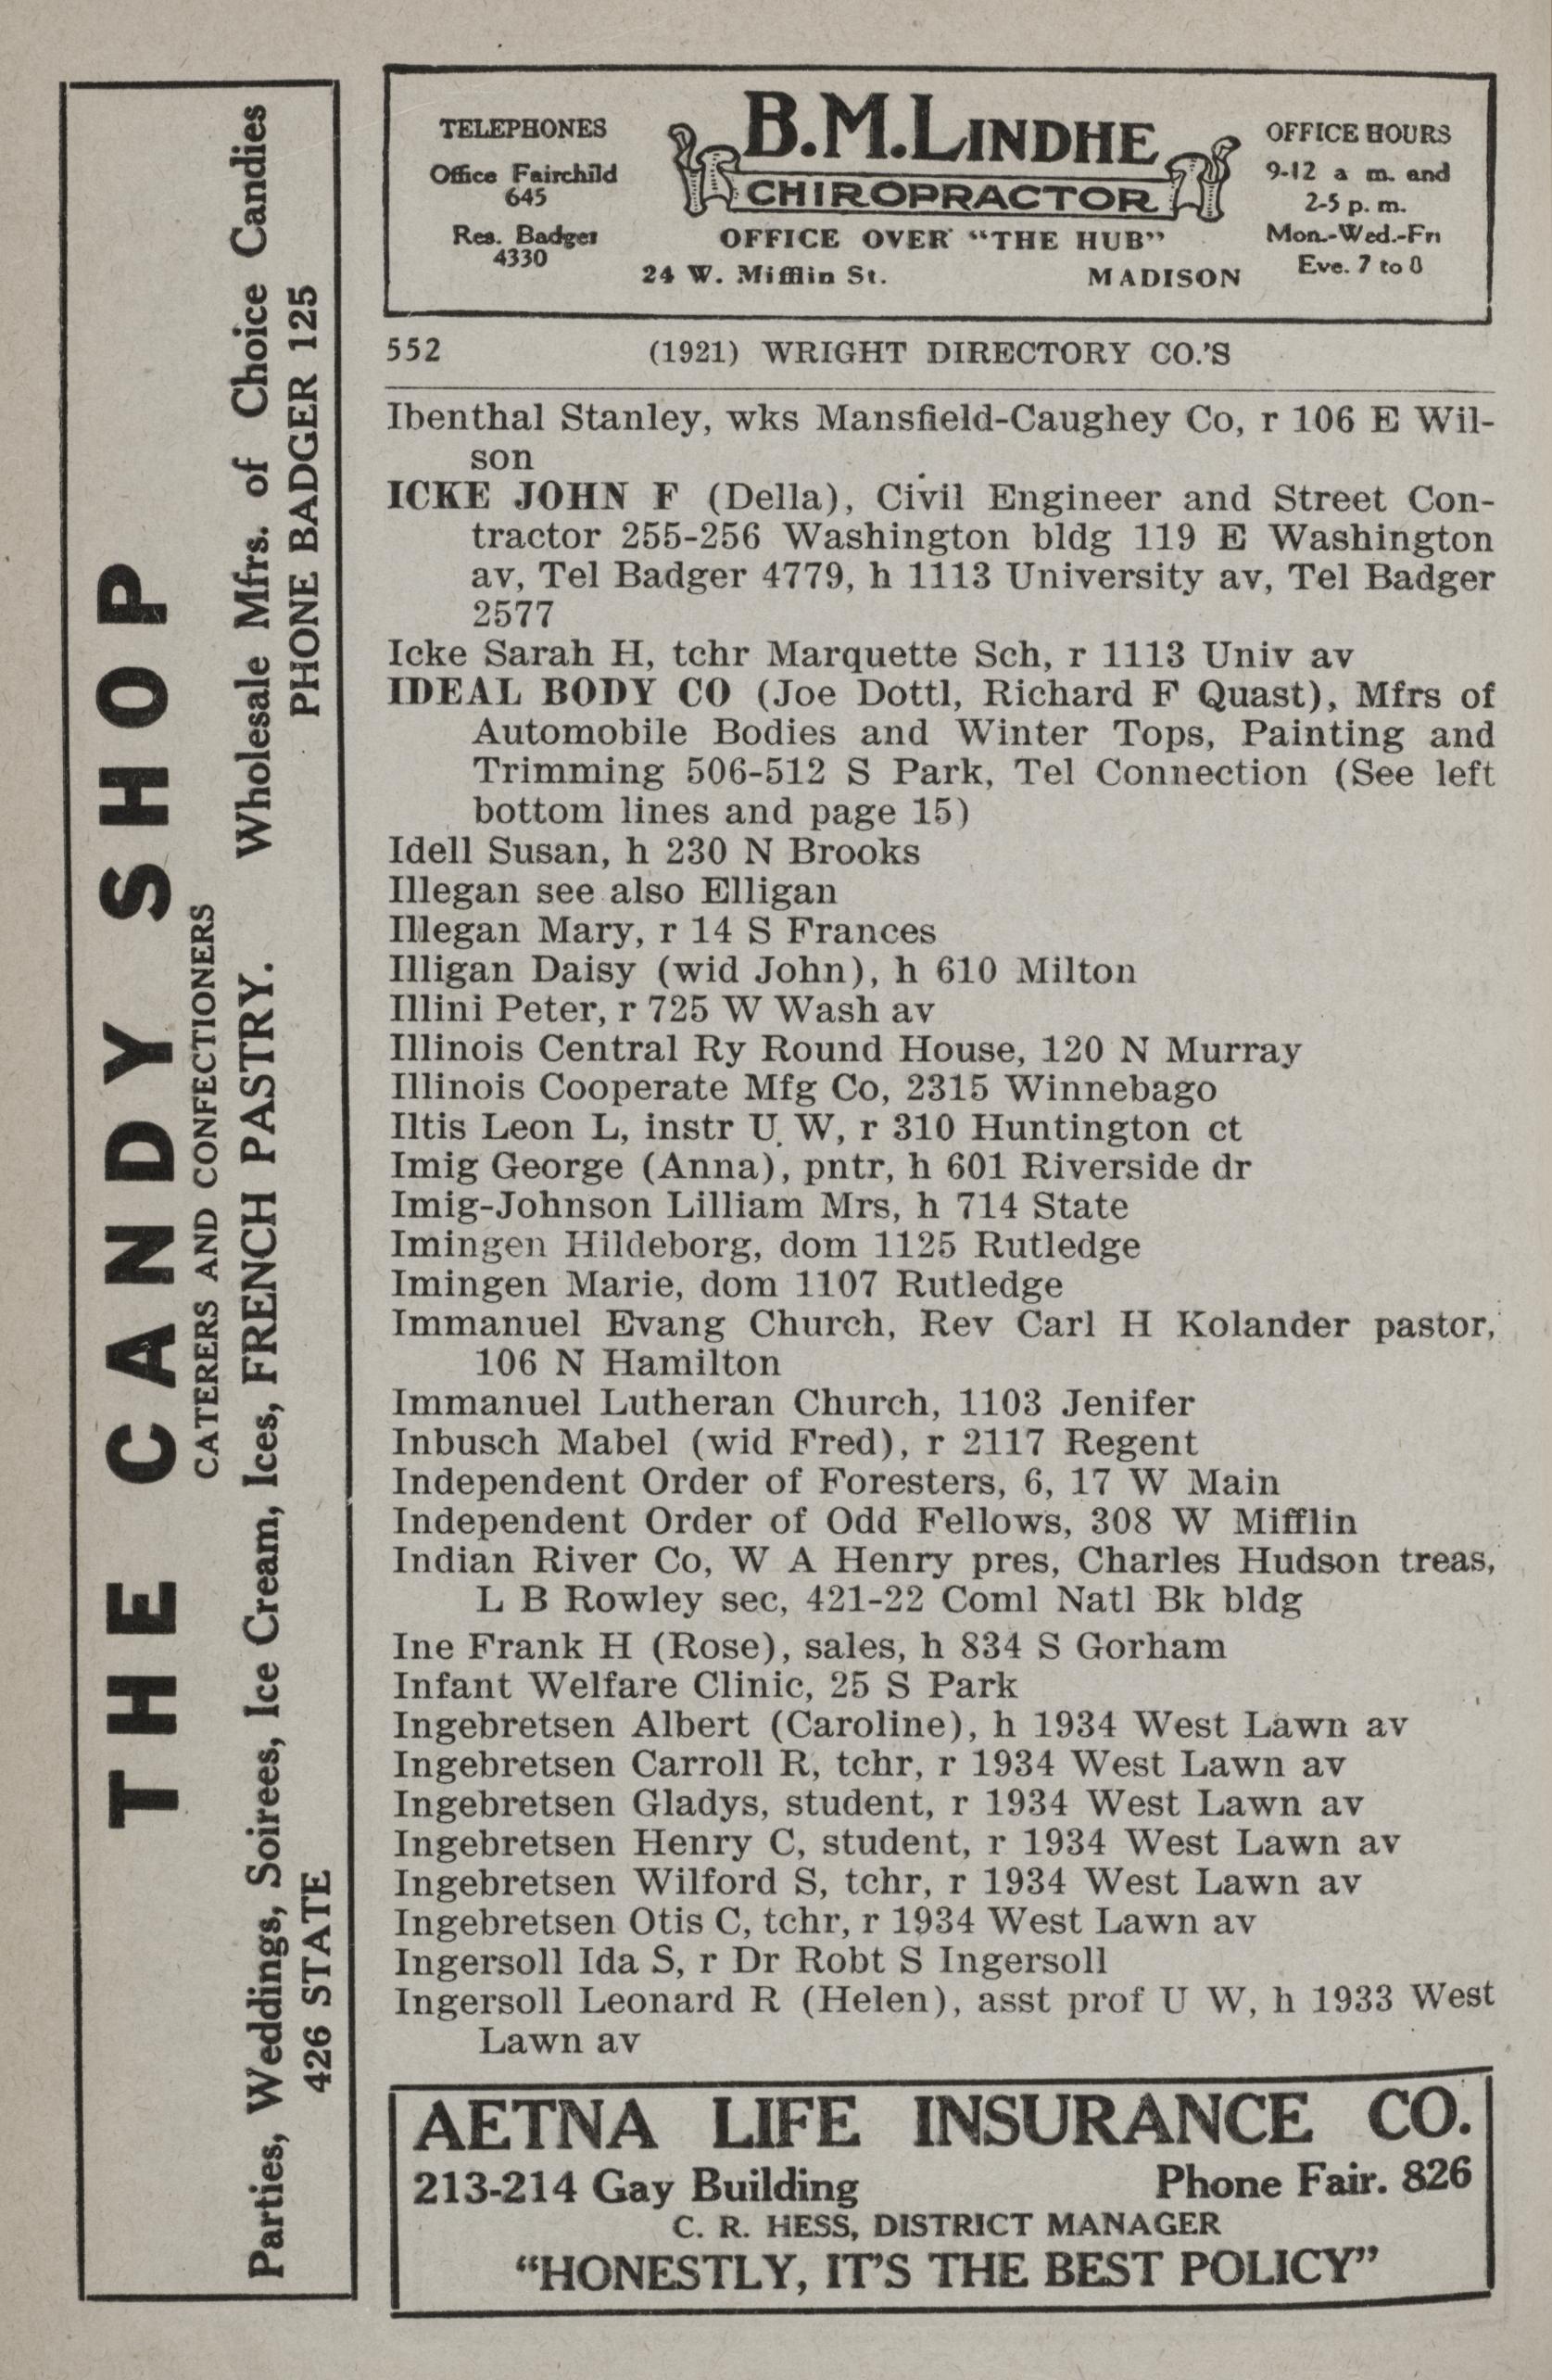 THE CANDY SHOP
CATERERS AND CONFECTIONERS
Parties, Weddings, Soirees, Ice Cream, Ices, FRENCH PASTRY. Wholesale Mfrs. of Choice Candies
426 STATE PHONE BADGER 125
TELEPHONES
Office Fairchild
645
Res. Badger
4330
B.M.LINDHE
CHIROPRACTOR
OFFICE OVER "THE HUB"
24 W. Mifflin St. MADISON
OFFICE HOURS
9-12 a m. and
2-5 p. m.
Mon.-Wed.-Fri
Eve. 7 to 8
552 (1921) WRIGHT DIRECTORY CO.'S
Ibenthal Stanley, wks Mansfield-Caughey Co, r 106 E Wil-
son
ICKE JOHN F (Della), Civil Engineer and Street Con-
tractor 255-256 Washington bldg 119 E Washington
av, Tel Badger 4779, h 1113 University av, Tel Badger
2577
Icke Sarah H, tchr Marquette Sch, r 1113 Univ av
IDEAL BODY CO (Joe Dottl, Richard F Quast), Mfrs of
Automobile Bodies and Winter Tops, Painting and
Trimming 506-512 S Park, Tel Connection (See left
bottom lines and page 15)
Idell Susan, h 230 N Brooks
Illegan see also Elligan
Illegan Mary, r 14 S Frances
Illigan Daisy (wid John), h 610 Milton
Illini Peter, r 725 W Wash av
Illinois Central Ry Round House, 120 N Murray
Illinois Cooperate Mfg Co, 2315 Winnebago
Iltis Leon L, instr U. W, r 310 Huntington ct
Imig George (Anna), pntr, h 601 Riverside dr
Imig-Johnson Lilliam Mrs, h 714 State
Imingen Hildeborg, dom 1125 Rutledge
Imingen Marie, dom 1107 Rutledge
Immanuel Evang Church, Rev Carl H Kolander pastor,
106 N Hamilton
Immanuel Lutheran Church, 1103 Jenifer
Inbusch Mabel (wid Fred), r 2117 Regent
Independent Order of Foresters, 6, 17 W Main
Independent Order of Odd Fellows, 308 W Mifflin
Indian River Co, W A Henry pres, Charles Hudson treas,
L B Rowley sec, 421-22 Coml Natl Bk bldg
Ine Frank H (Rose), sales, h 834 S Gorham
Infant Welfare Clinic, 25 S Park
Ingebretsen Albert (Caroline), h 1934 West Lawn av
Ingebretsen Carroll R, tchr, r 1934 West Lawn av
Ingebretsen Gladys, student, r 1934 West Lawn av
Ingebretsen Henry C, student, r 1934 West Lawn av
Ingebretsen Wilford S, tchr, r 1934 West Lawn av
Ingebretsen Otis C, tchr, r 1934 West Lawn av
Ingersoll Ida S, r Dr Robt S Ingersoll
Ingersoll Leonard R (Helen), asst prof U W, h 1933 West
Lawn av
AETNA LIFE INSURANCE CO.
213-214 Gay Building Phone Fair. 826
C. R. HESS, DISTRICT MANAGER
"HONESTLY, IT'S THE BEST POLICY"